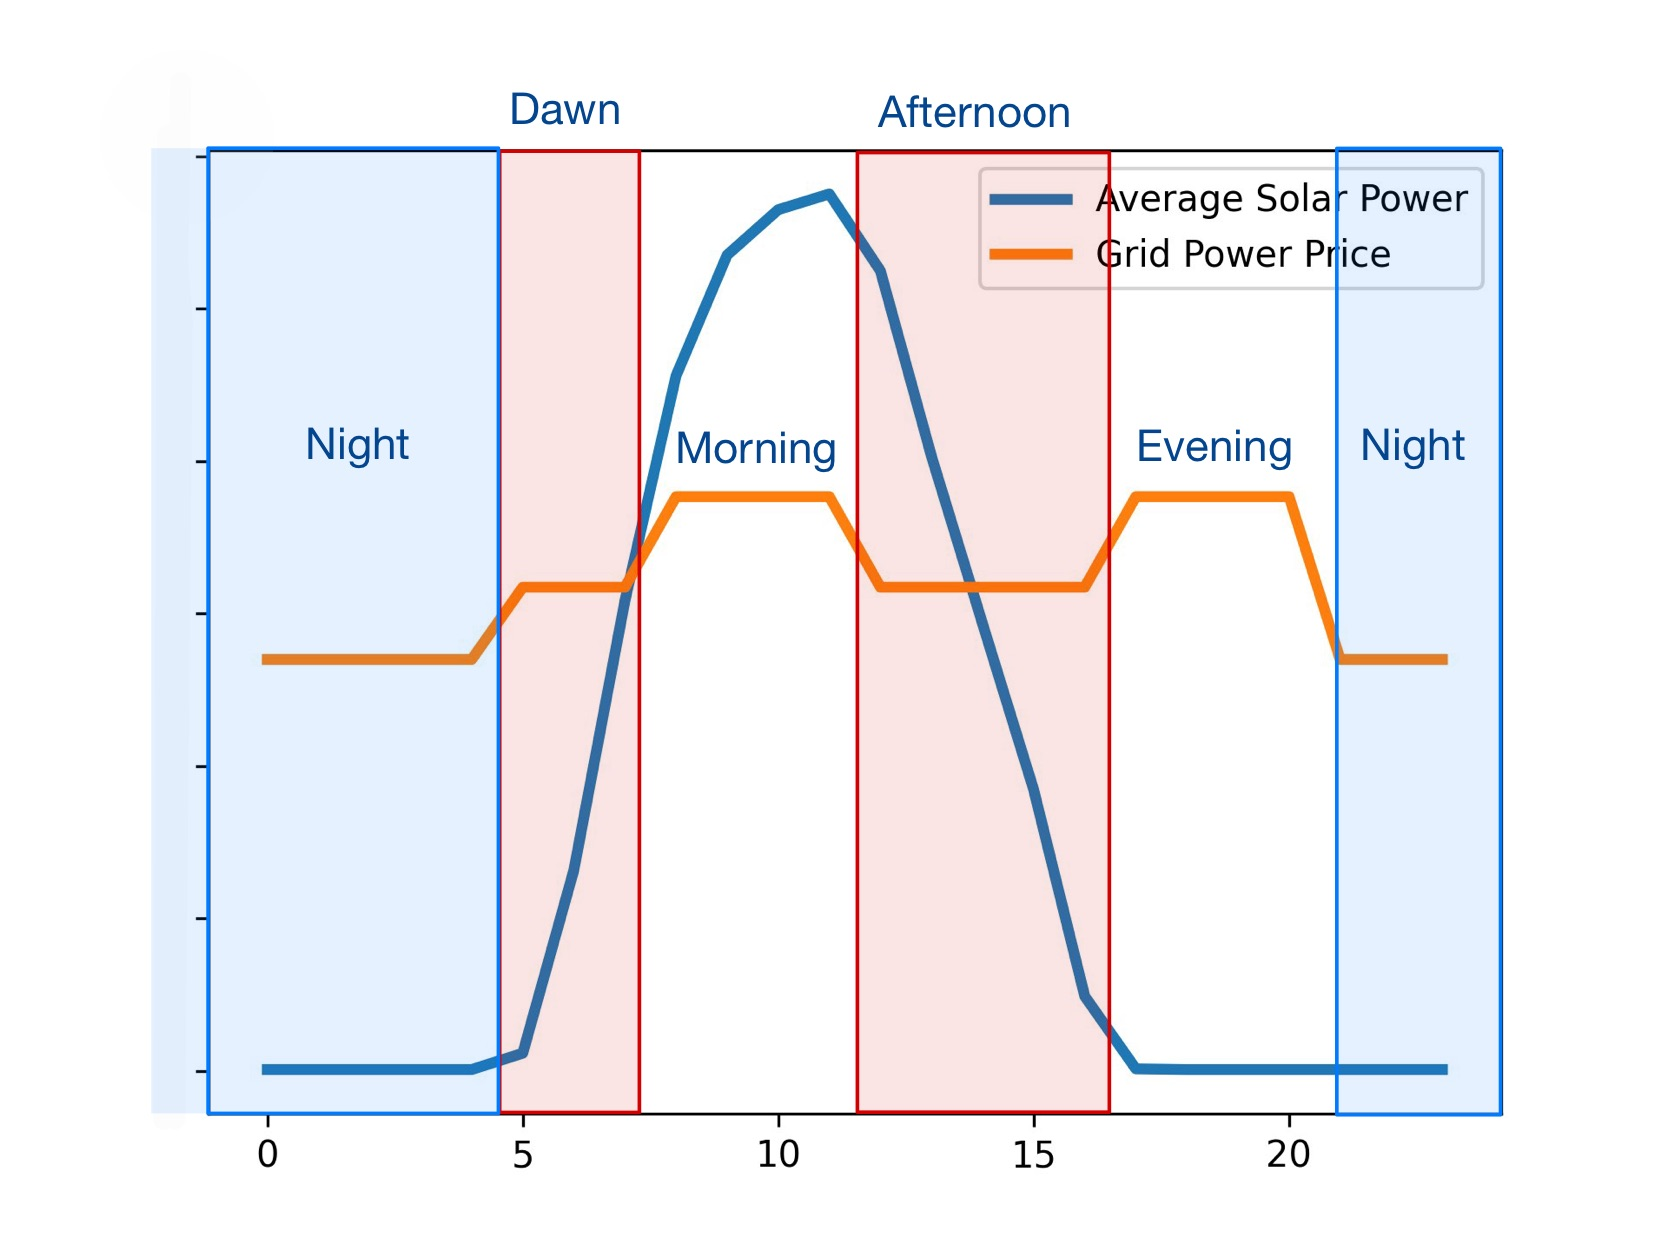 Dawn
Afternoon
Average Solar Power
Grid Power Price
Night
Morning
Evening
Night
0
5
10
15
20